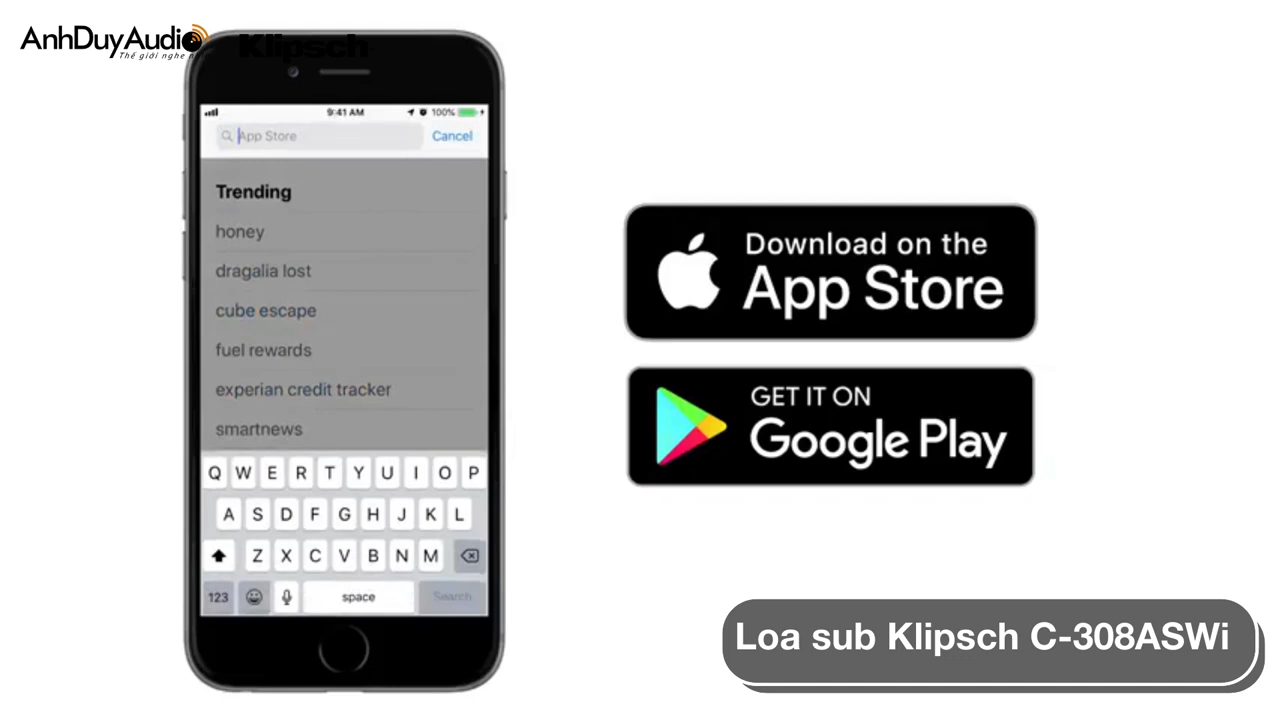 AnhDuyAudio
Klipsch
9:41 AM
100%
App Store
Cancel
Trending
honey
dragalia lost
cube escape
fuel rewards
experian credit tracker
smartnews
Q W E R T Y U I O P
A S D F G H J K L
Z X C V B N M
123
space
Search
Download on the
App Store
GET IT ON
Google Play
Thế giới nghe
Loa sub Klipsch C-308ASWi